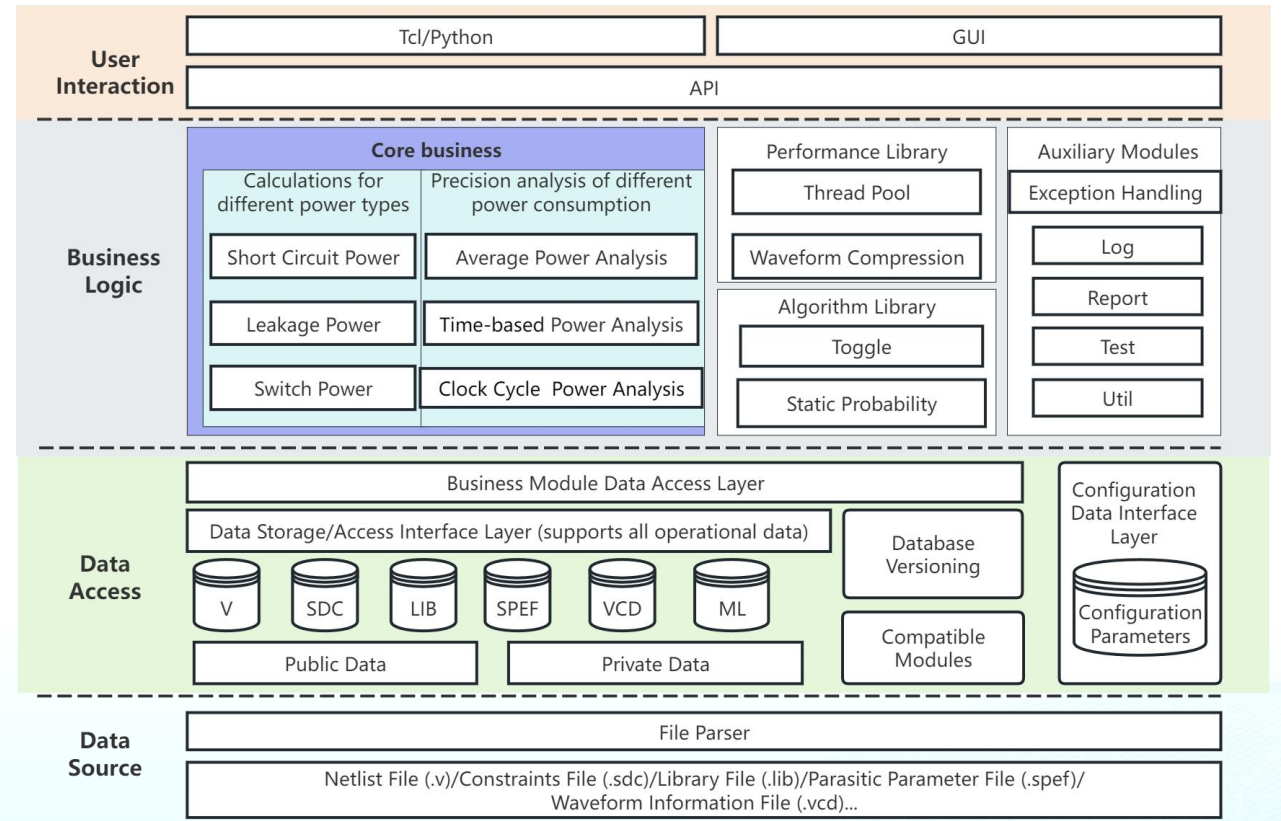 User
Interaction
Tcl/Python
GUI
API
Business
Logic
Core business
Calculations for
different power types
Short Circuit Power
Leakage Power
Switch Power
Precision analysis of different
power consumption
Average Power Analysis
Time-based Power Analysis
Clock Cycle Power Analysis
Performance Library
Thread Pool
Waveform Compression
Algorithm Library
Toggle
Static Probability
Auxiliary Modules
Exception Handling
Log
Report
Test
Util
Data
Access
Business Module Data Access Layer
Data Storage/Access Interface Layer (supports all operational data)
V
SDC
LIB
SPEF
VCD
ML
Public Data
Private Data
Database
Versioning
Compatible
Modules
Configuration
Data Interface
Layer
Configuration
Parameters
Data
Source
File Parser
Netlist File (.v)/Constraints File (.sdc)/Library File (.lib)/Parasitic Parameter File (.spef)/
Waveform Information File (.vcd)...